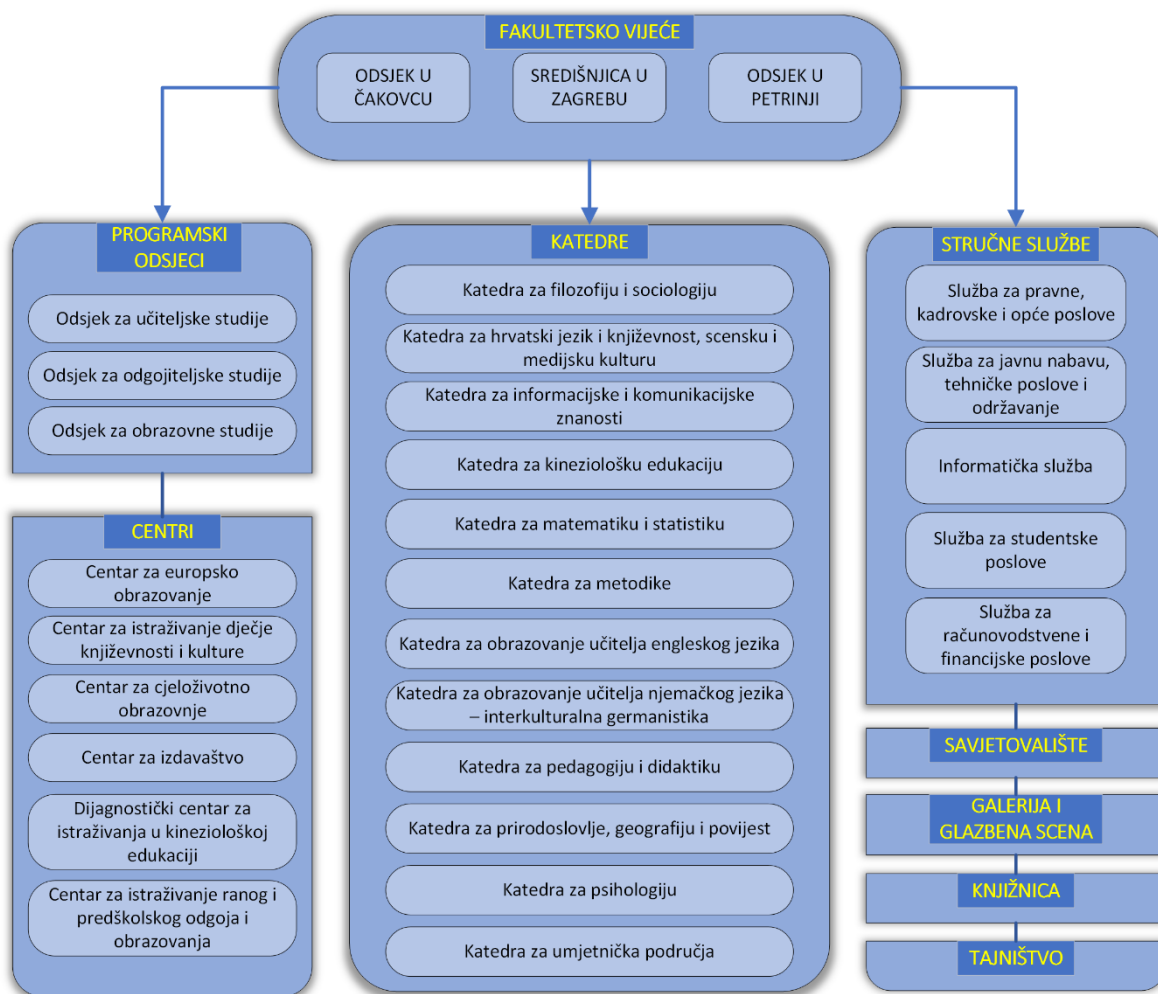 FAKULTETSKO VIJEĆE
ODSJEK U
ČAKOVCU
SREDIŠNJICA U
ZAGREBU
ODSJEK U
PETRINJI
PROGRAMSKI
ODSJECI
Odsjek za učiteljske studije
Odsjek za odgojiteljske studije
Odsjek za obrazovne studije
CENTRI
Centar za europsko
obrazovanje
Centar za istraživanje dječje
književnosti i kulture
Centar za cjeloživotno
obrazovnje
Centar za izdavaštvo
Dijagnostički centar za
istraživanja u kineziološkoj
edukaciji
Centar za istraživanje ranog i
predškolskog odgoja i
obrazovanja
KATEDRE
Katedra za filozofiju i sociologiju
Katedra za hrvatski jezik i književnost, scensku i
medijsku kulturu
Katedra za informacijske i komunikacijske
znanosti
Katedra za kineziološku edukaciju
Katedra za matematiku i statistiku
Katedra za metodike
Katedra za obrazovanje učitelja engleskog jezika
Katedra za obrazovanje učitelja njemačkog jezika
– interkulturalna germanistika
Katedra za pedagogiju i didaktiku
Katedra za prirodoslovlje, geografiju i povijest
Katedra za psihologiju
Katedra za umjetnička područja
STRUČNE SLUŽBE
Služba za pravne,
kadrovske i opće poslove
Služba za javnu nabavu,
tehničke poslove i
održavanje
Informatička služba
Služba za studentske
poslove
Služba za
računovodstvene i
financijske poslove
SAVJETOVALIŠTE
GALERIJA I
GLAZBENA SCENA
KNJIŽNICA
TAJNIŠTVO